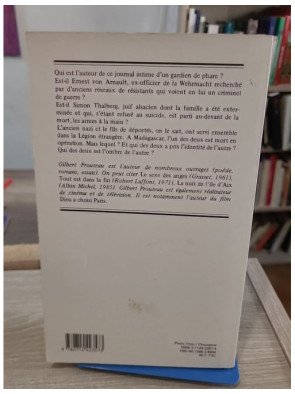 Qui est l'auteur de ce journal intime d'un gardien de phare ?
Est-il Ernest von Arnault, ex-officier de la Wehrmacht recherché
par d'anciens réseaux de résistants qui voient en lui un criminel
de guerre ?
Est-il Simon Thalberg, juif alsacien dont la famille a été exter-
minée et qui, s'étant refusé au suicide, est parti au-devant de la
mort, les armes à la main ?
L'ancien nazi et le fils de déportés, on le sait, ont servi ensemble
dans la Légion étrangère. A Madagascar, l'un des deux est mort en
opération. Mais lequel ? Et qui des deux a pris l'identité de l'autre ?
Qui des deux est l'ombre de l'autre ?
Gilbert Prouteau est l'auteur de nombreux ouvrages (poésie,
romans, essais). On peut citer Le sexe des anges (Grasset, 1961),
Tout est dans la fin (Robert Laffont, 1971), La nuit de l'île d'Aix
(Albin Michel, 1985). Gilbert Prouteau est également réalisateur
de cinéma et de télévision. Il est notamment l'auteur du film
Dieu a choisi Paris.